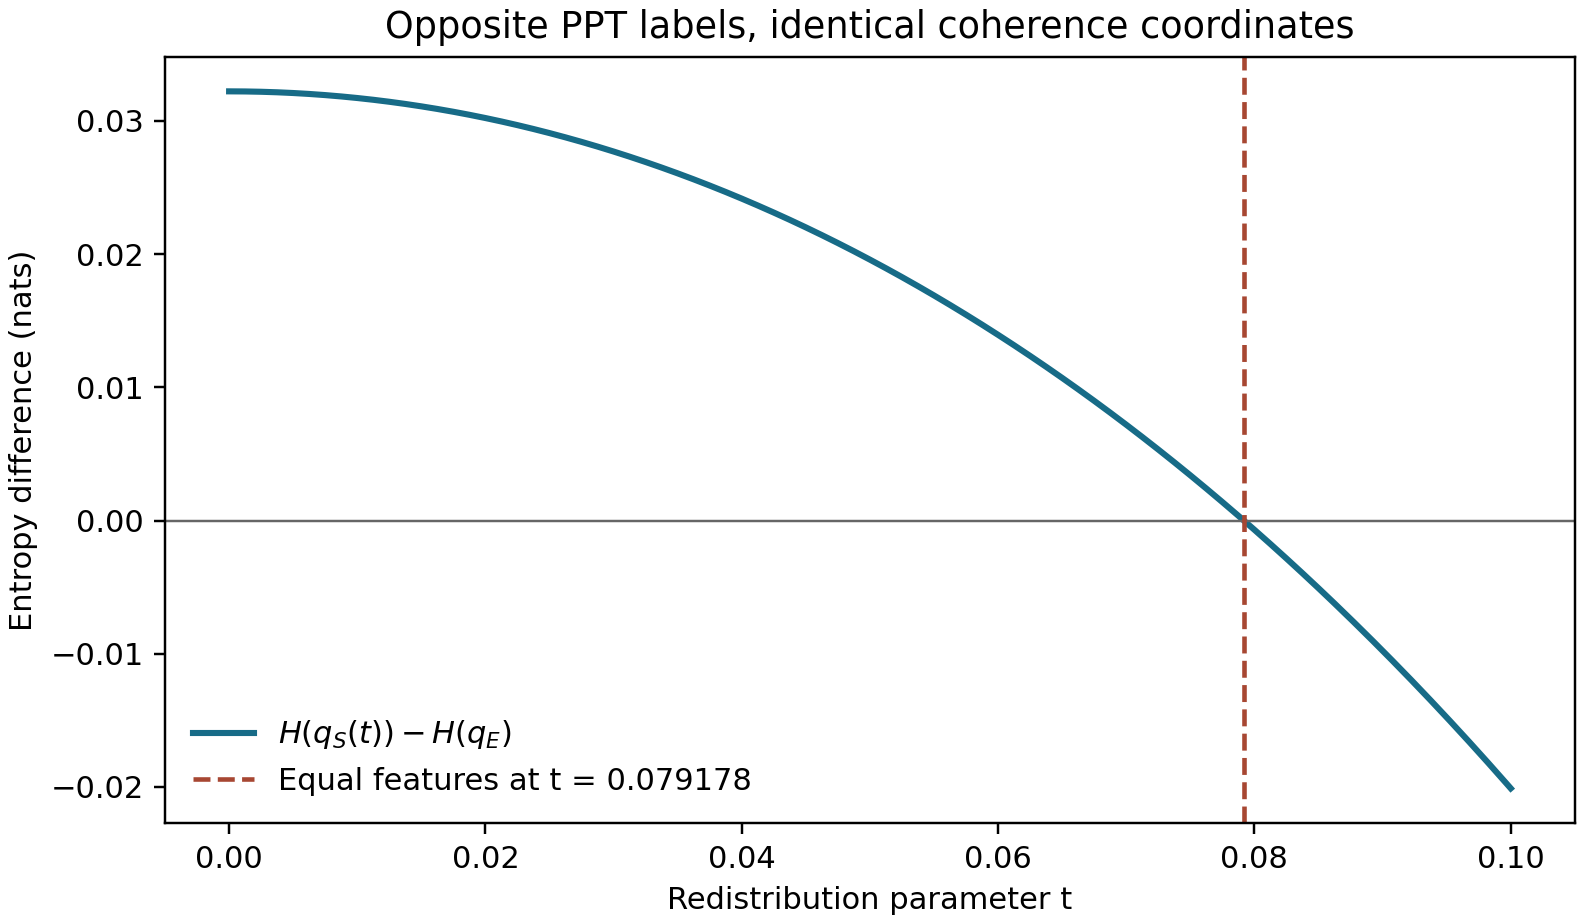 Opposite PPT labels, identical coherence coordinates
Entropy difference (nats)
0.03
0.02
0.01
0.00
−0.01
−0.02
H(q_S(t)) − H(q_E)
Equal features at t = 0.079178
0.00 0.02 0.04 0.06 0.08 0.10
Redistribution parameter t